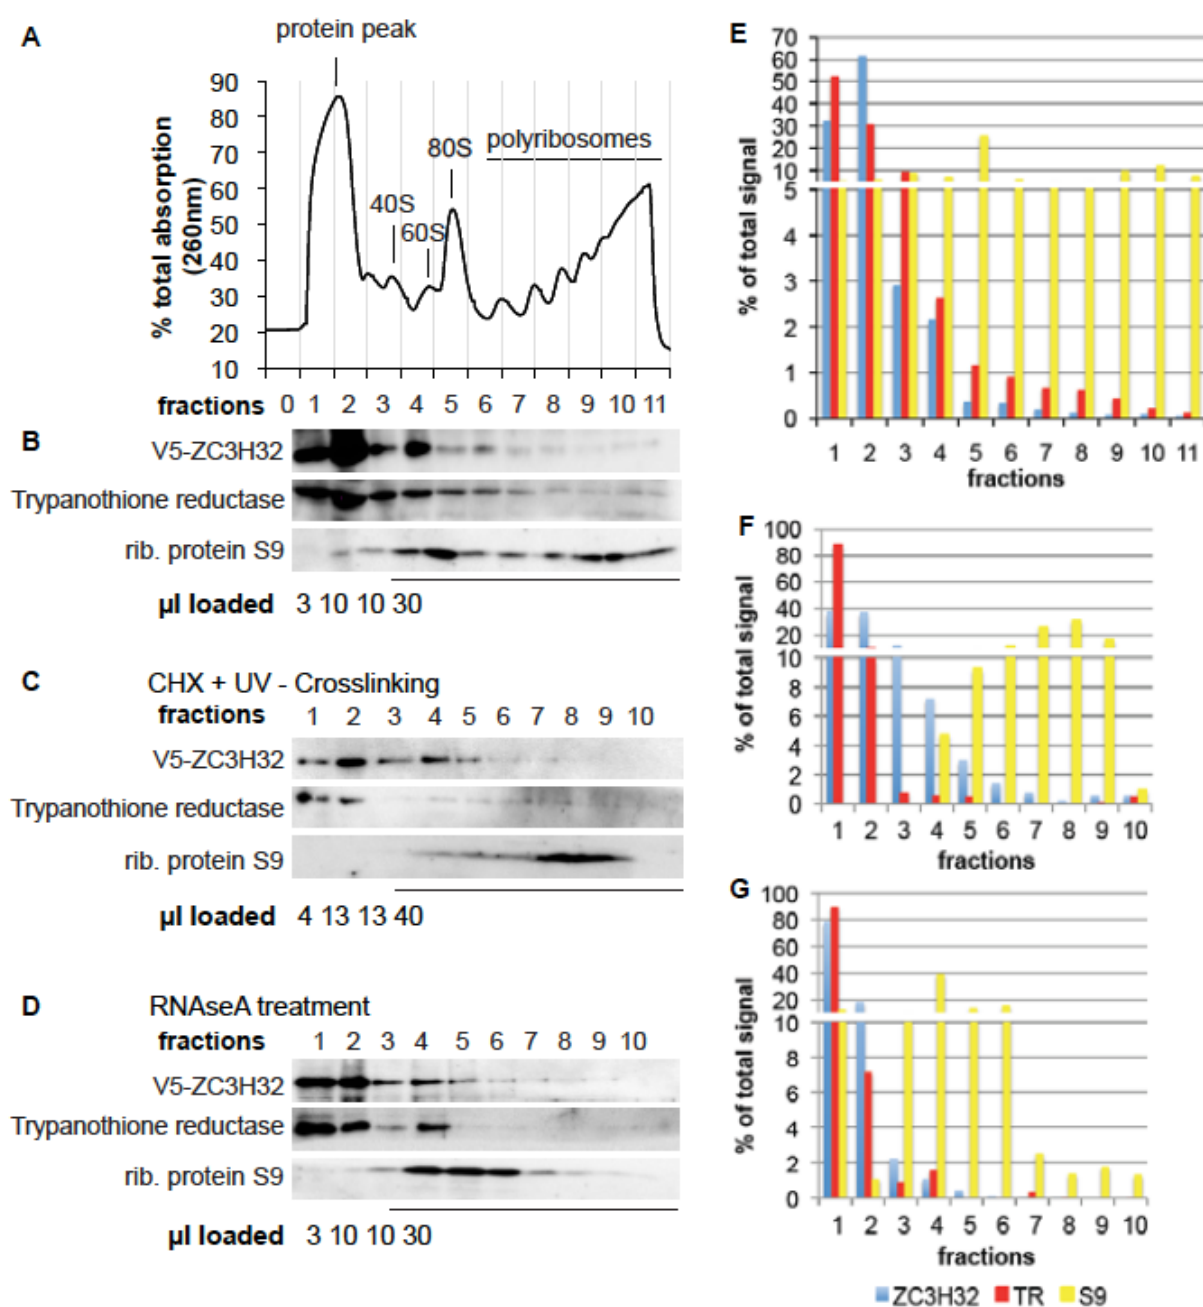 A
protein peak
90
80
70
60
50
40
30
20
10
% total absorption
(260nm)
40S
60S
80S
polyribosomes
fractions 0 1 2 3 4 5 6 7 8 9 10 11
B
V5-ZC3H32
Trypanothione reductase
rib. protein S9
µl loaded 3 10 10 30
C
CHX + UV - Crosslinking
fractions 1 2 3 4 5 6 7 8 9 10
V5-ZC3H32
Trypanothione reductase
rib. protein S9
µl loaded 4 13 13 40
D
RNAseA treatment
fractions 1 2 3 4 5 6 7 8 9 10
V5-ZC3H32
Trypanothione reductase
rib. protein S9
µl loaded 3 10 10 30
E
70
60
50
40
30
20
10
5
4
3
2
1
0
% of total signal
1 2 3 4 5 6 7 8 9 10 11
fractions
F
100
80
60
40
20
10
8
6
4
2
0
% of total signal
1 2 3 4 5 6 7 8 9 10
fractions
G
100
80
60
40
20
10
8
6
4
2
0
% of total signal
1 2 3 4 5 6 7 8 9 10
fractions
ZC3H32 TR S9